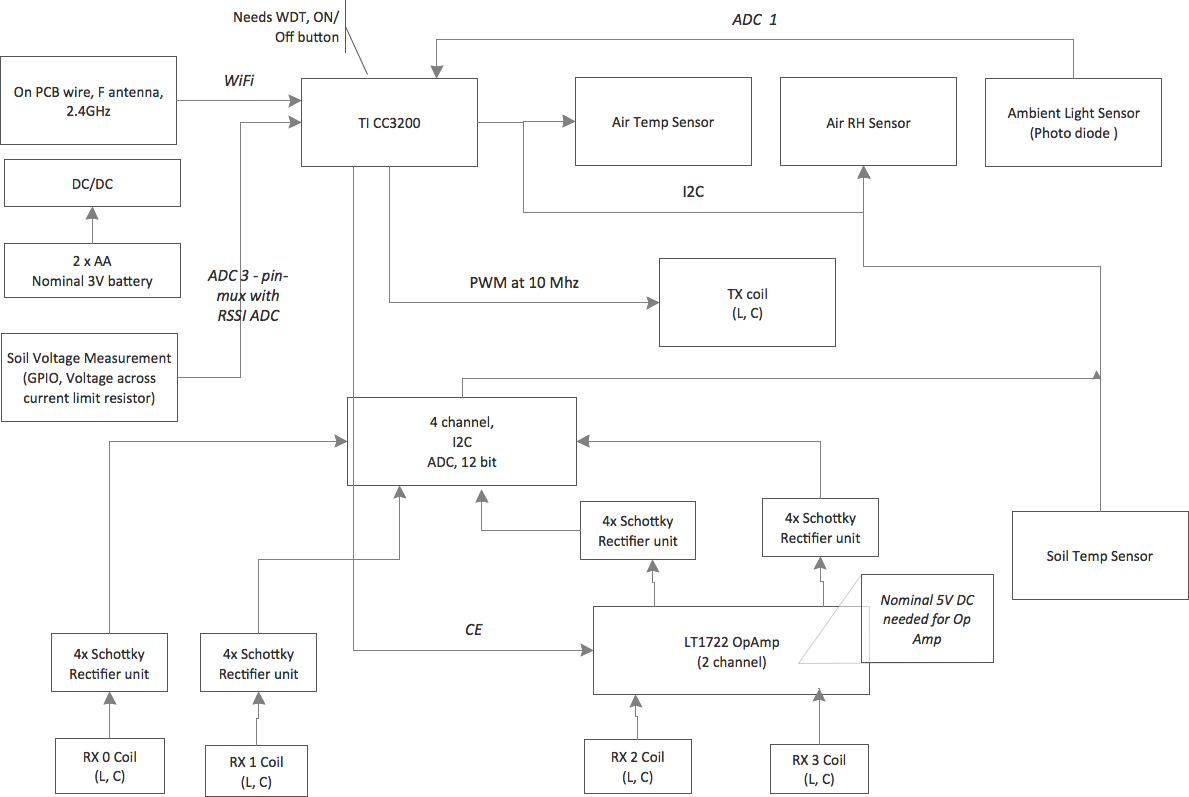 Needs WDT, ON/
Off button
ADC 1
On PCB wire, F antenna,
2.4GHz
WiFi
TI CC3200
Air Temp Sensor
Air RH Sensor
Ambient Light Sensor
(Photo diode )
DC/DC
I2C
2 x AA
Nominal 3V battery
ADC 3 - pin-
mux with
RSSI ADC
PWM at 10 Mhz
TX coil
(L, C)
Soil Voltage Measurement
(GPIO, Voltage across
current limit resistor)
4 channel,
I2C
ADC, 12 bit
4x Schottky
Rectifier unit
4x Schottky
Rectifier unit
Soil Temp Sensor
Nominal 5V DC
needed for Op
Amp
CE
LT1722 OpAmp
(2 channel)
4x Schottky
Rectifier unit
4x Schottky
Rectifier unit
RX 0 Coil
(L, C)
RX 1 Coil
(L, C)
RX 2 Coil
(L, C)
RX 3 Coil
(L, C)